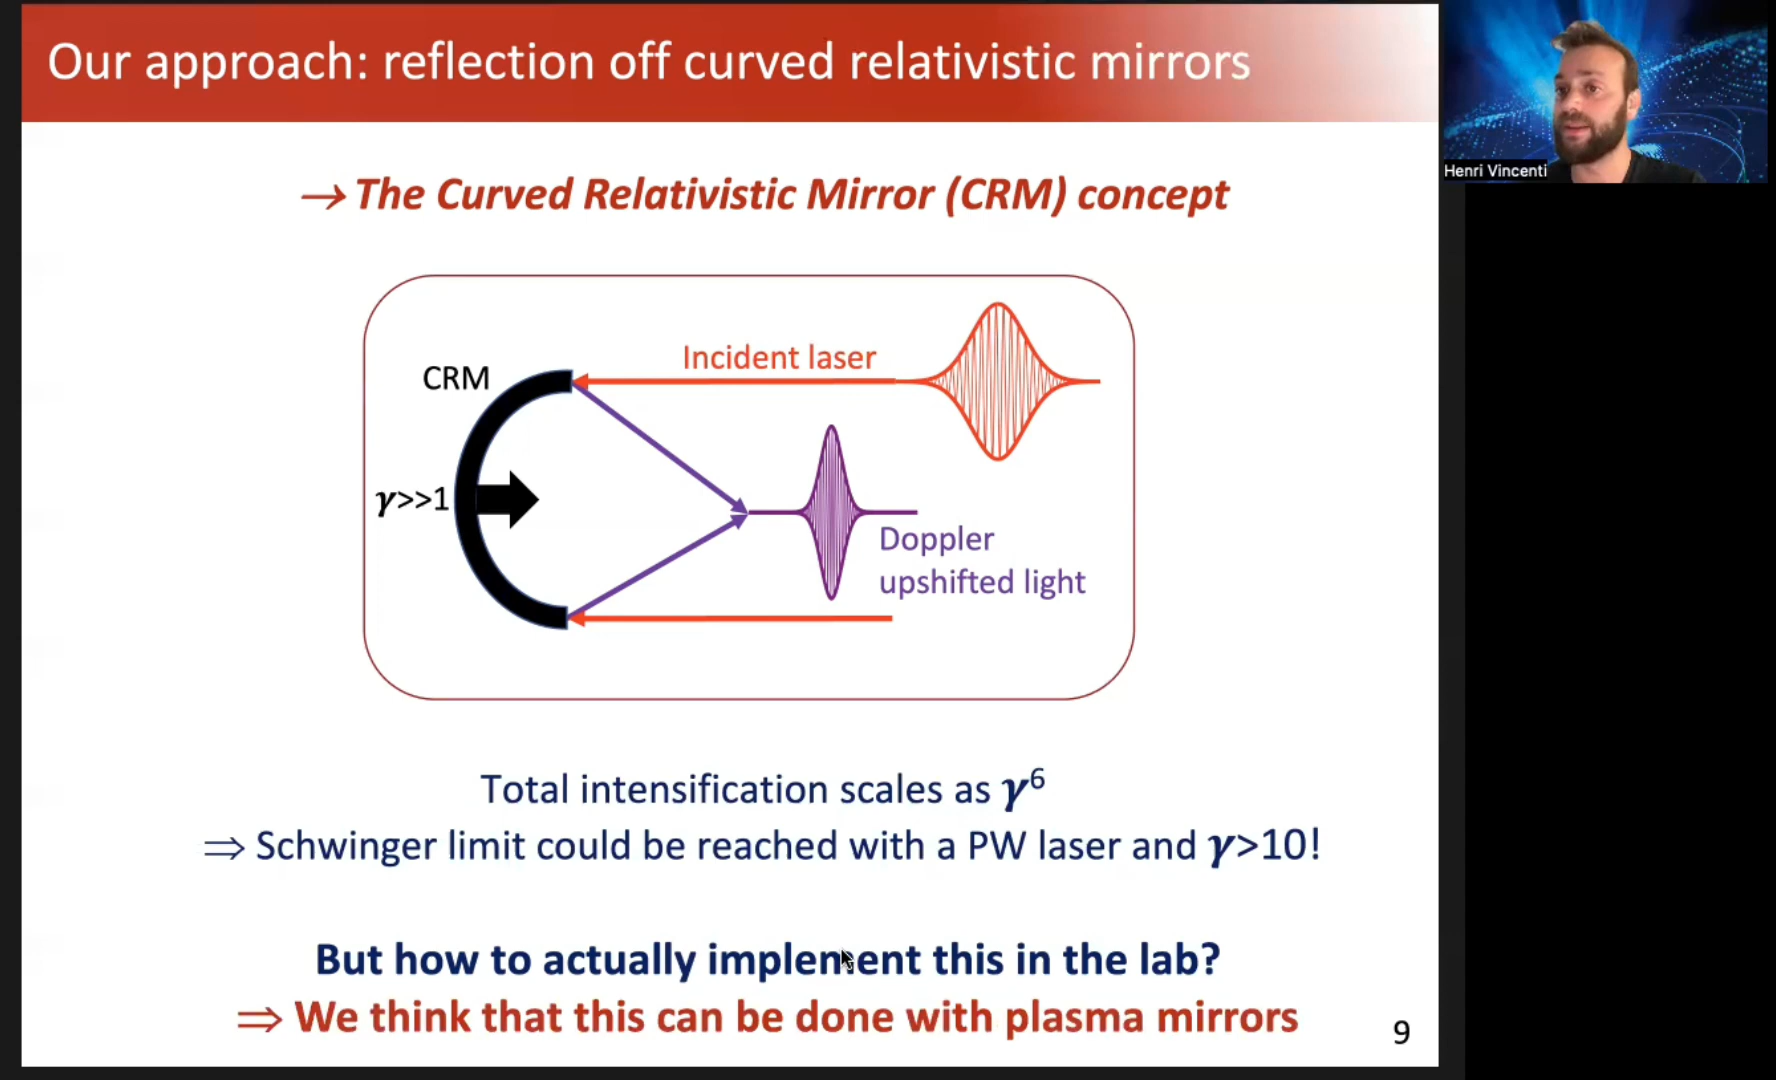 Our approach: reflection off curved relativistic mirrors
Henri Vincenti
→ The Curved Relativistic Mirror (CRM) concept
Incident laser
CRM
γ>>1
Doppler
upshifted light
Total intensification scales as γ⁶
⇒ Schwinger limit could be reached with a PW laser and γ>10!
But how to actually implement this in the lab?
⇒ We think that this can be done with plasma mirrors
9